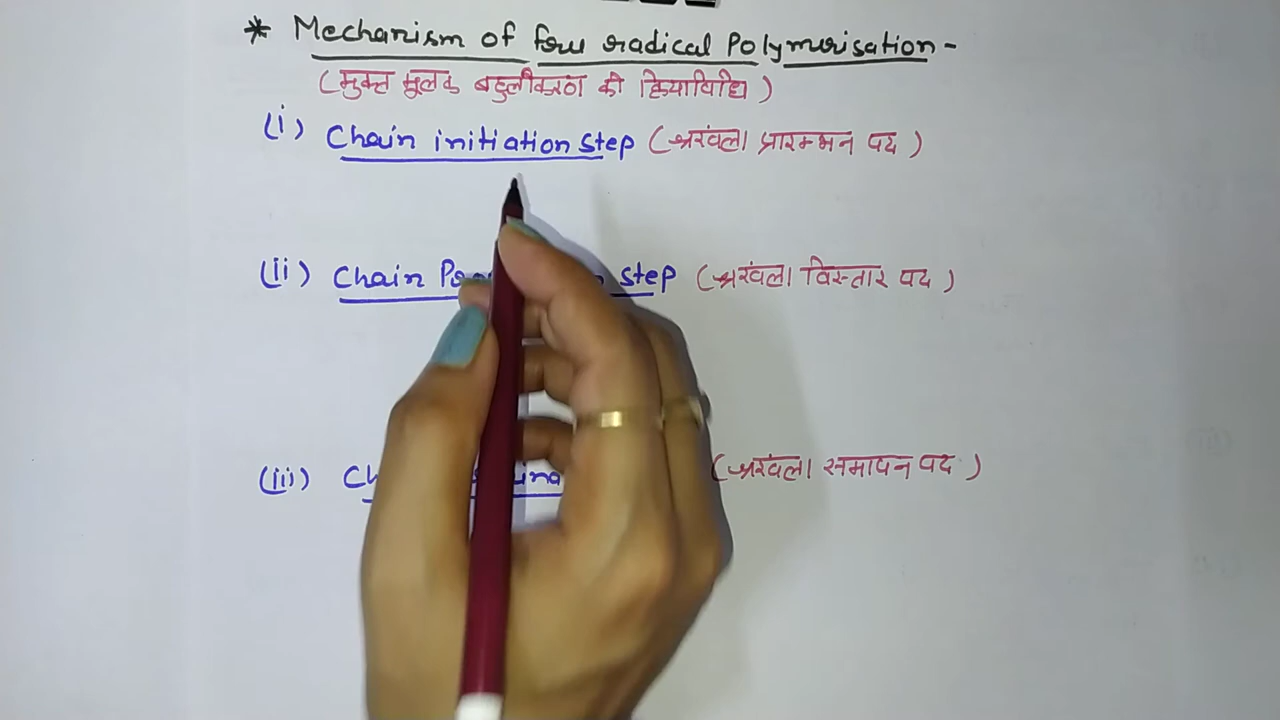 * Mechanism of free radical Polymerisation -
(मुक्त मूलक बहुलीकरण की क्रियाविधि)
(i) Chain initiation step (श्रृंखला प्रारम्भन पद)
(ii) Chain step (श्रृंखला विस्तार पद)
(iii) (श्रृंखला समापन पद)